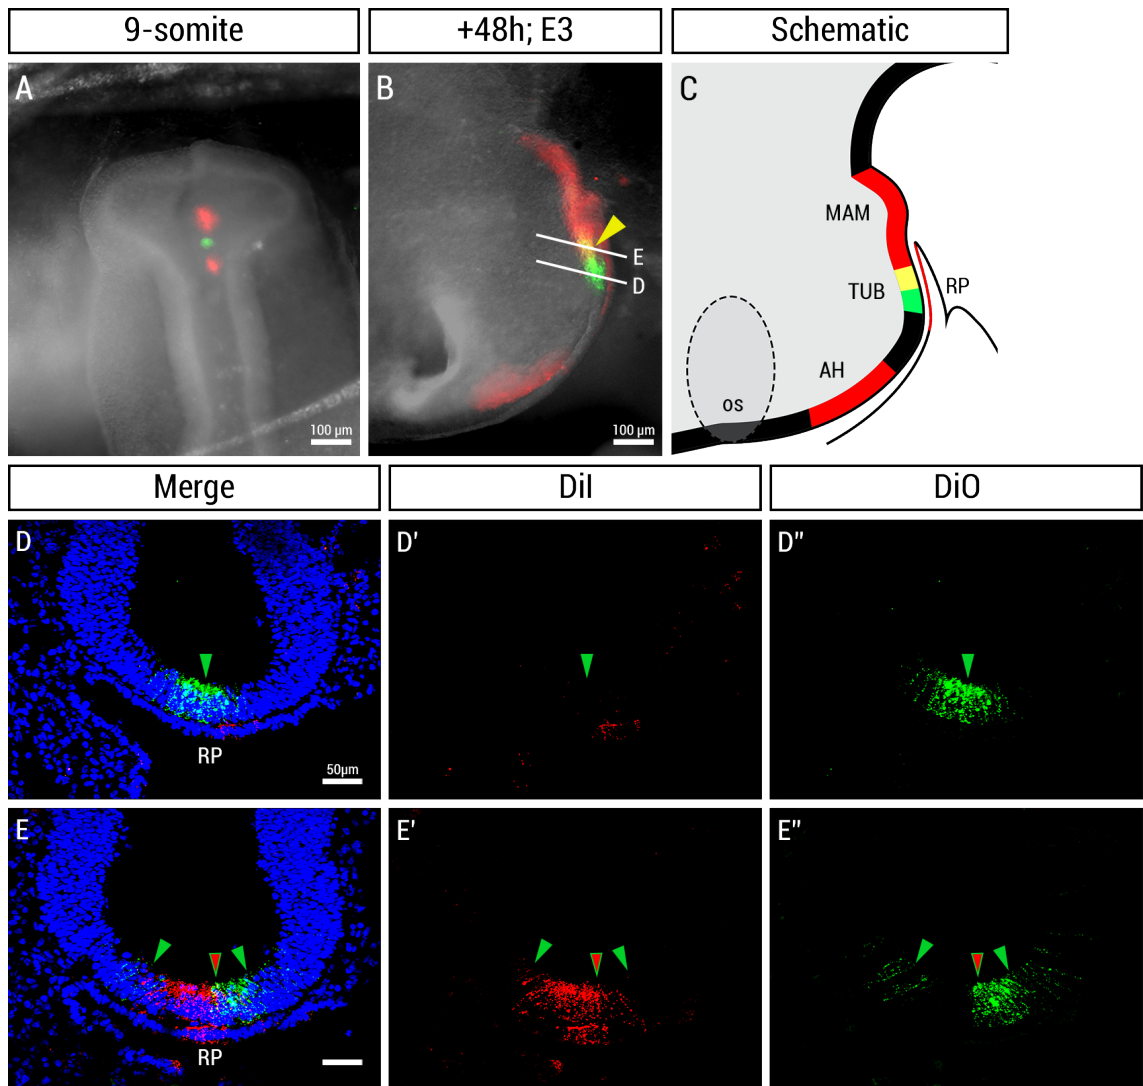 9-somite
+48h; E3
Schematic
A
B
C
MAM
TUB
RP
AH
os
E
D
100 µm
100 µm
Merge
DiI
DiO
D
D'
D"
RP
50µm
E
E'
E"
RP